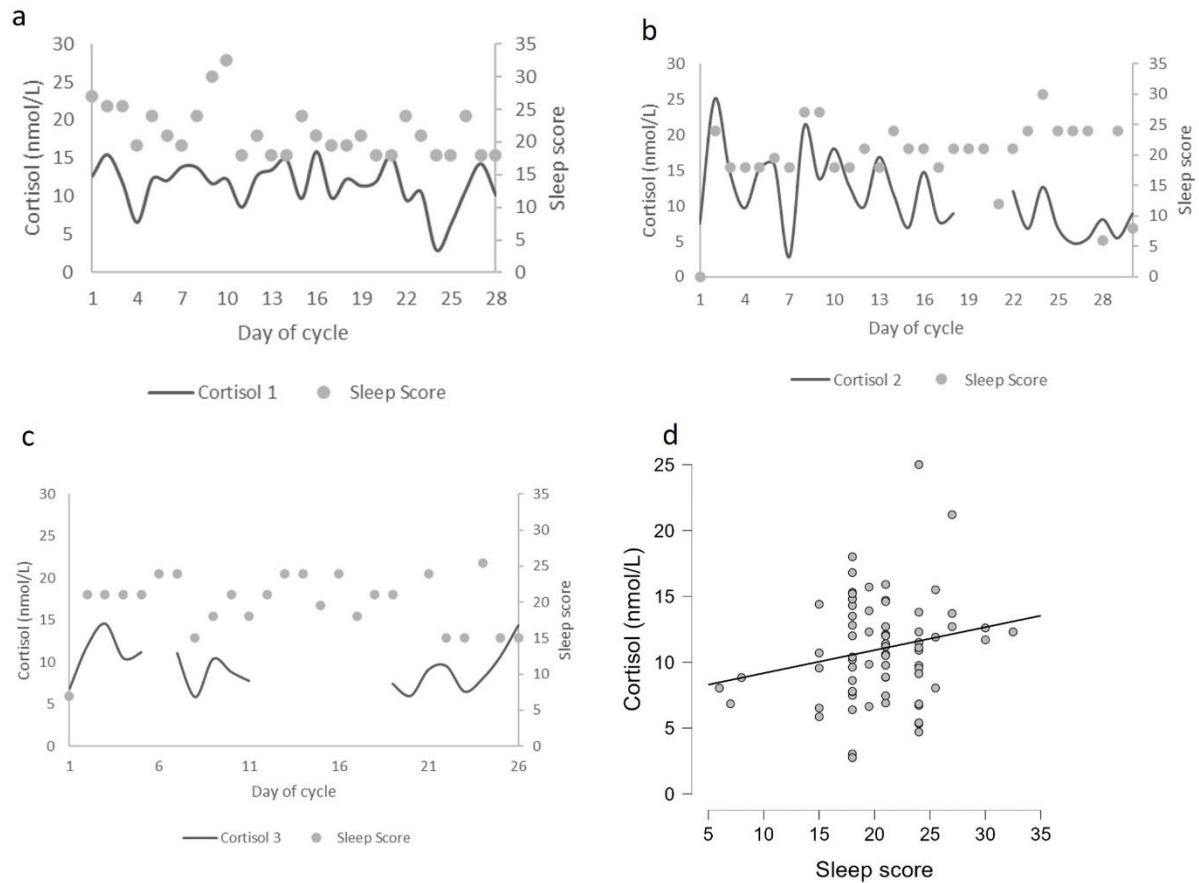 a
Cortisol (nmol/L)
30
25
20
15
10
5
0
35
30
25
20
15
10
5
0
Sleep score
1 4 7 10 13 16 19 22 25 28
Day of cycle
Cortisol 1 Sleep Score
b
Cortisol (nmol/L)
30
25
20
15
10
5
0
35
30
25
20
15
10
5
0
Sleep score
1 4 7 10 13 16 19 22 25 28
Day of cycle
Cortisol 2 Sleep Score
c
Cortisol (nmol/L)
30
25
20
15
10
5
0
35
30
25
20
15
10
5
0
Sleep score
1 6 11 16 21 26
Day of cycle
Cortisol 3 Sleep Score
d
Cortisol (nmol/L)
25
20
15
10
5
0
5 10 15 20 25 30 35
Sleep score